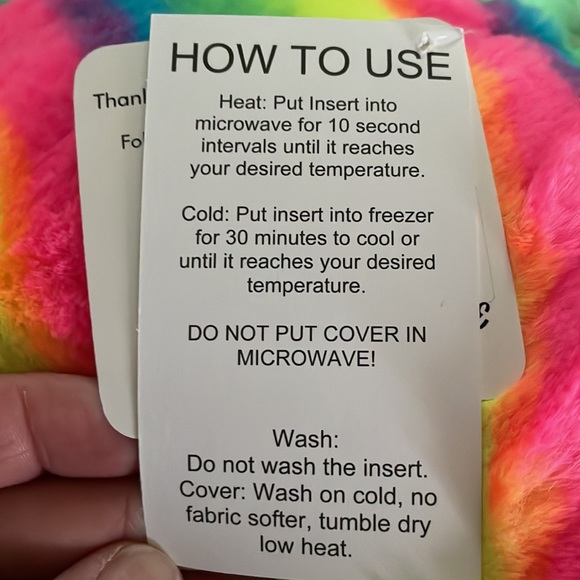 HOW TO USE
Heat: Put Insert into
microwave for 10 second
intervals until it reaches
your desired temperature.
Cold: Put insert into freezer
for 30 minutes to cool or
until it reaches your desired
temperature.
DO NOT PUT COVER IN
MICROWAVE!
Wash:
Do not wash the insert.
Cover: Wash on cold, no
fabric softer, tumble dry
low heat.